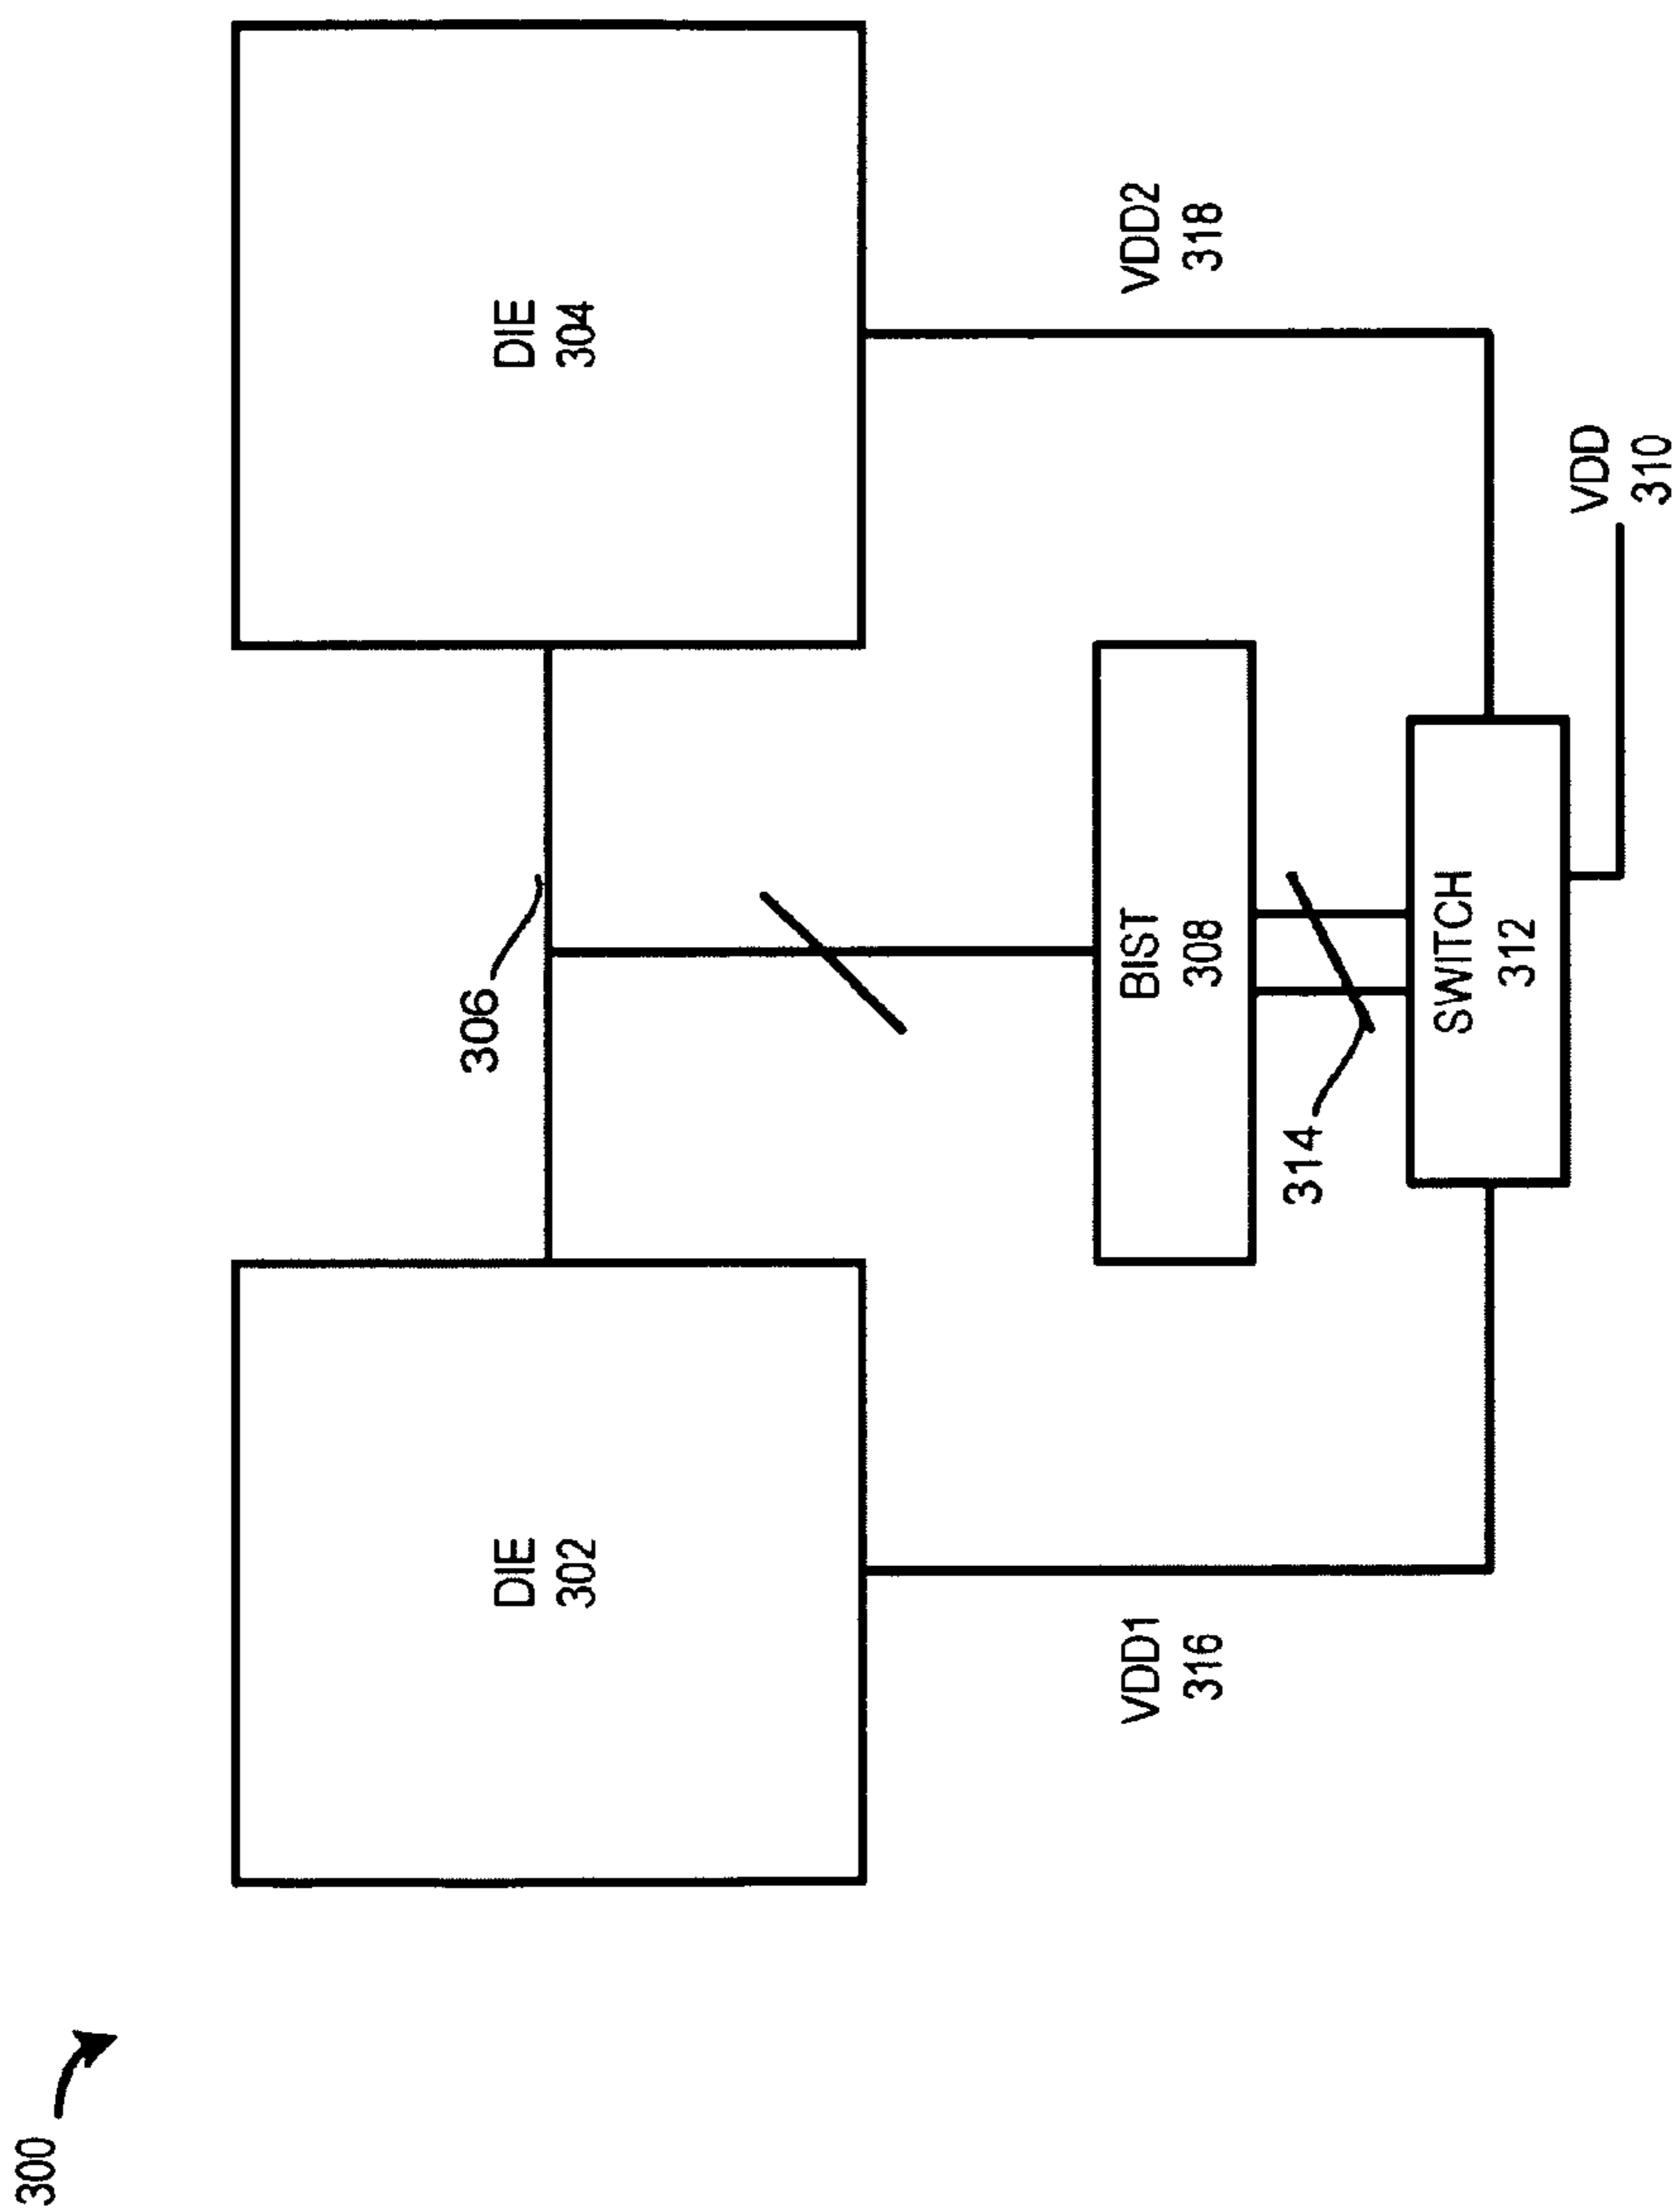 300
DIE
302
306
DIE
304
VDD1
316
BIST
308
VDD2
318
314
SWITCH
312
VDD
310